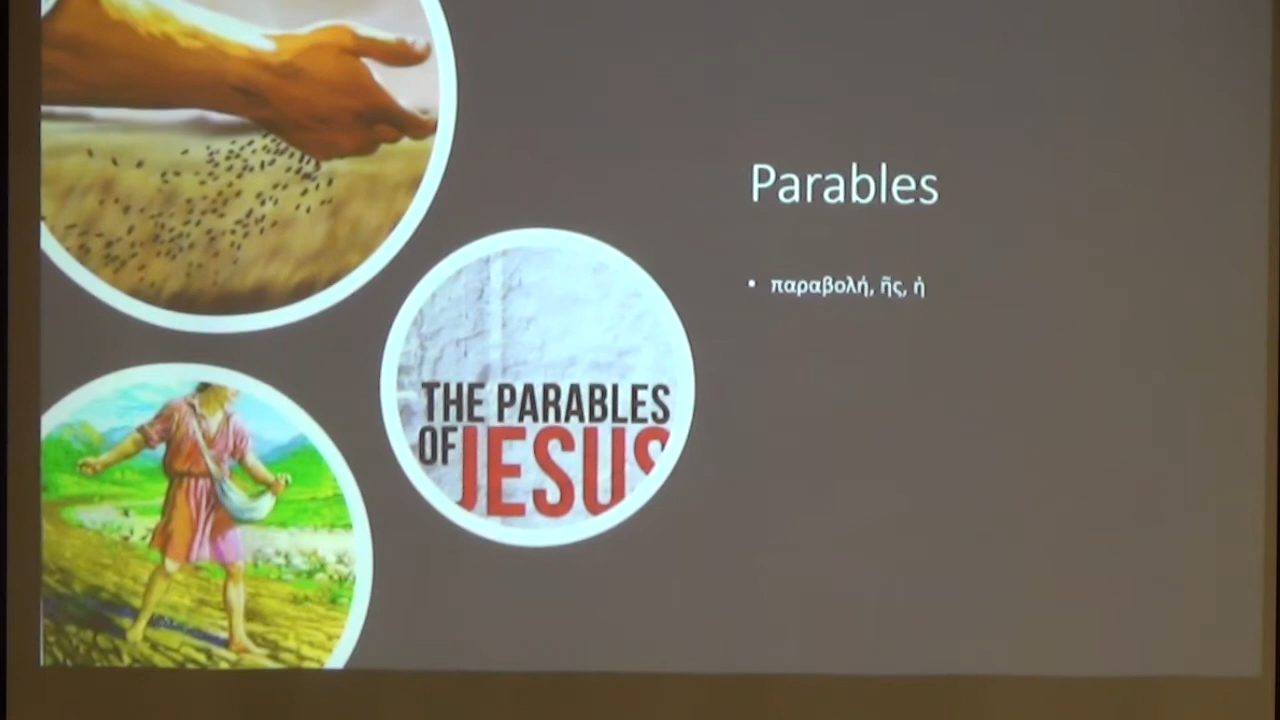 Parables
• παραβολή, ῆς, ἡ
THE PARABLES
OF JESUS